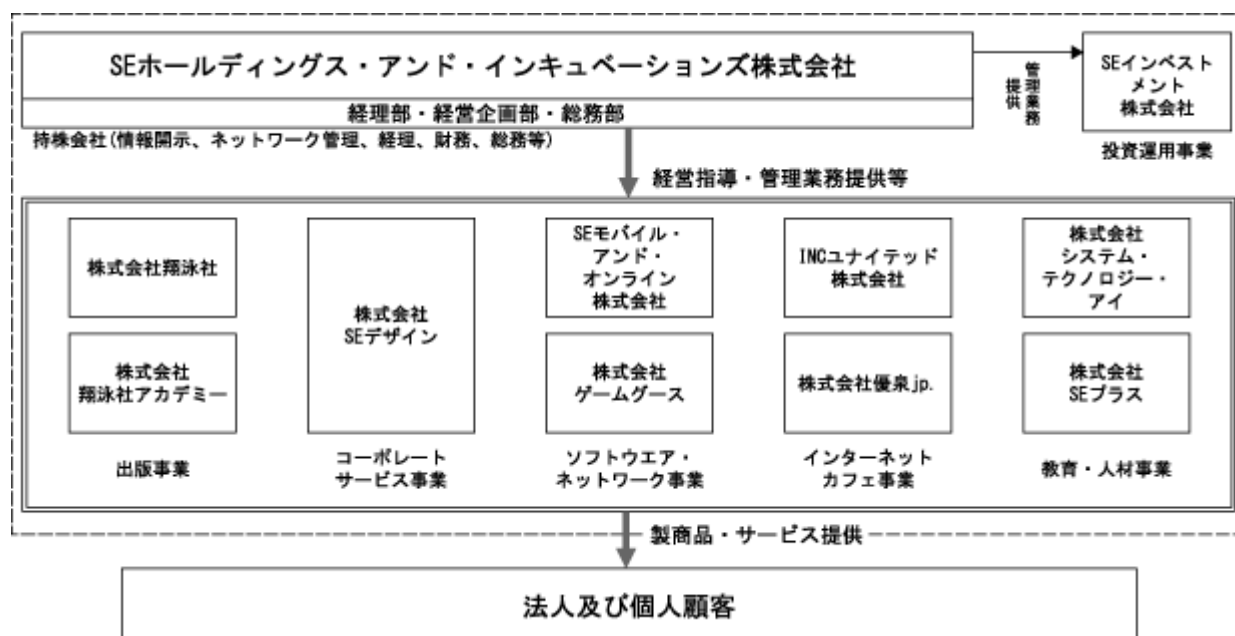 SEホールディングス・アンド・インキュベーションズ株式会社
経理部・経営企画部・総務部
持株会社(情報開示、ネットワーク管理、経理、財務、総務等)
管理業務
提供
SEインベスト
メント
株式会社
投資運用事業
経営指導・管理業務提供等
株式会社翔泳社
株式会社
翔泳社アカデミー
出版事業
株式会社
SEデザイン
コーポレート
サービス事業
SEモバイル・
アンド・
オンライン
株式会社
株式会社
ゲームグース
ソフトウエア・
ネットワーク事業
INCユナイテッド
株式会社
株式会社優泉jp.
インターネット
カフェ事業
株式会社
システム・
テクノロジー・
アイ
株式会社
SEプラス
教育・人材事業
製商品・サービス提供
法人及び個人顧客